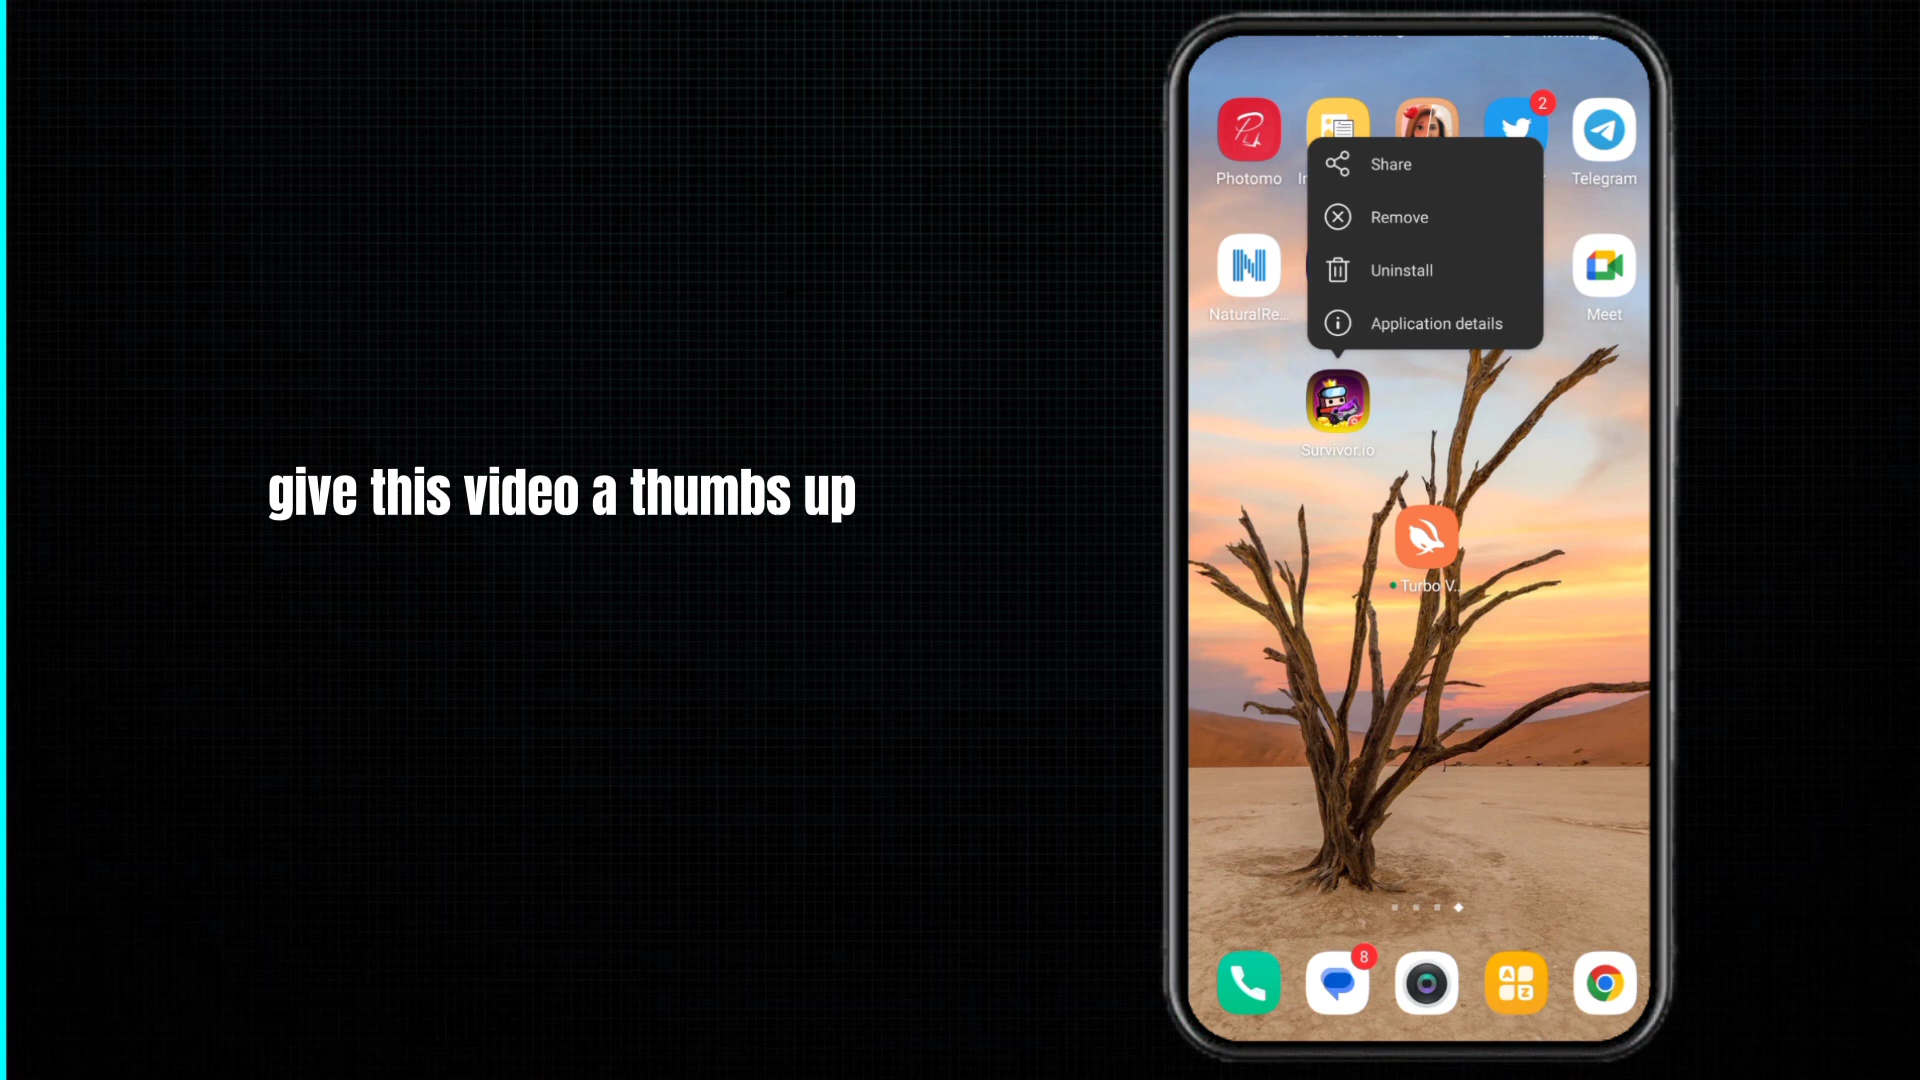 give this video a thumbs up
2
Photomo
Telegram
Share
Remove
Uninstall
Application details
NaturalRe...
Meet
Survivor.io
Turbo V...
8
A
Z